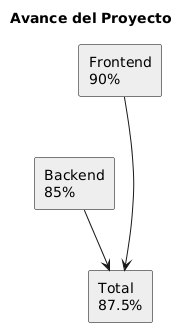 Avance del Proyecto
Frontend
90%
Backend
85%
Total
87.5%